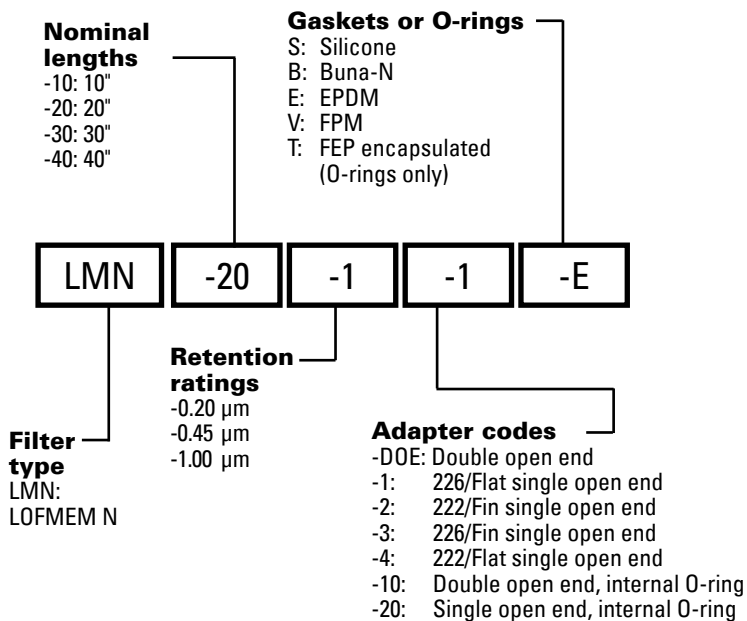 Nominal
lengths
-10: 10"
-20: 20"
-30: 30"
-40: 40"
Gaskets or O-rings
S: Silicone
B: Buna-N
E: EPDM
V: FPM
T: FEP encapsulated
(O-rings only)
LMN
-20
-1
-1
-E
Filter
type
LMN:
LOFMEM N
Retention
ratings
-0.20 µm
-0.45 µm
-1.00 µm
Adapter codes
-DOE: Double open end
-1: 226/Flat single open end
-2: 222/Fin single open end
-3: 226/Fin single open end
-4: 222/Flat single open end
-10: Double open end, internal O-ring
-20: Single open end, internal O-ring